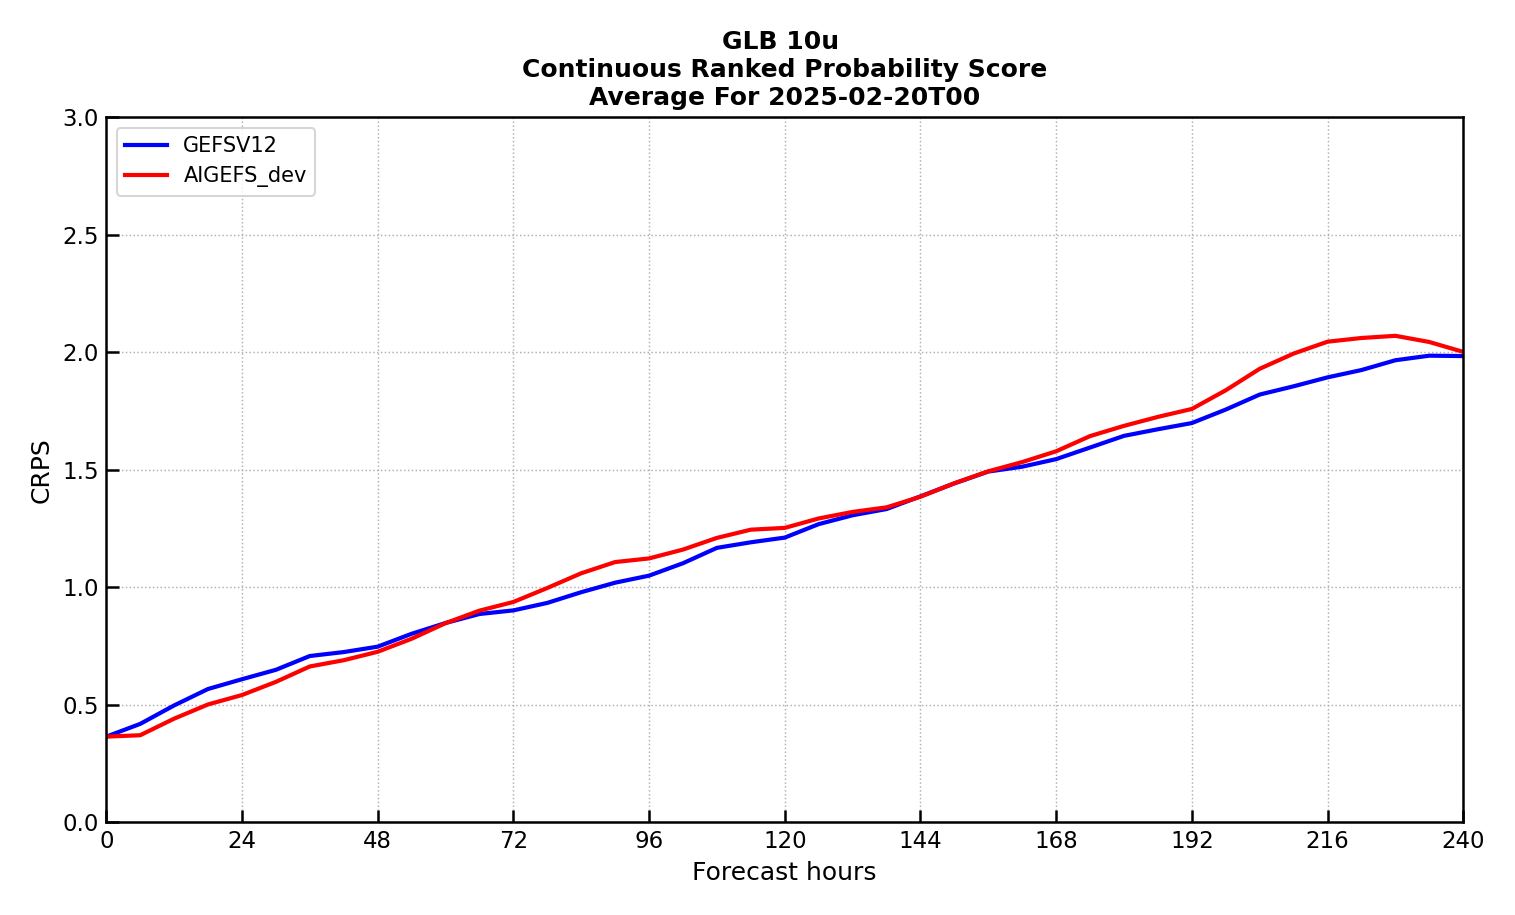 GLB 10u
Continuous Ranked Probability Score
Average For 2025-02-20T00
GEFSV12
AIGEFS_dev
3.0
2.5
2.0
1.5
1.0
0.5
0.0
CRPS
0 24 48 72 96 120 144 168 192 216 240
Forecast hours